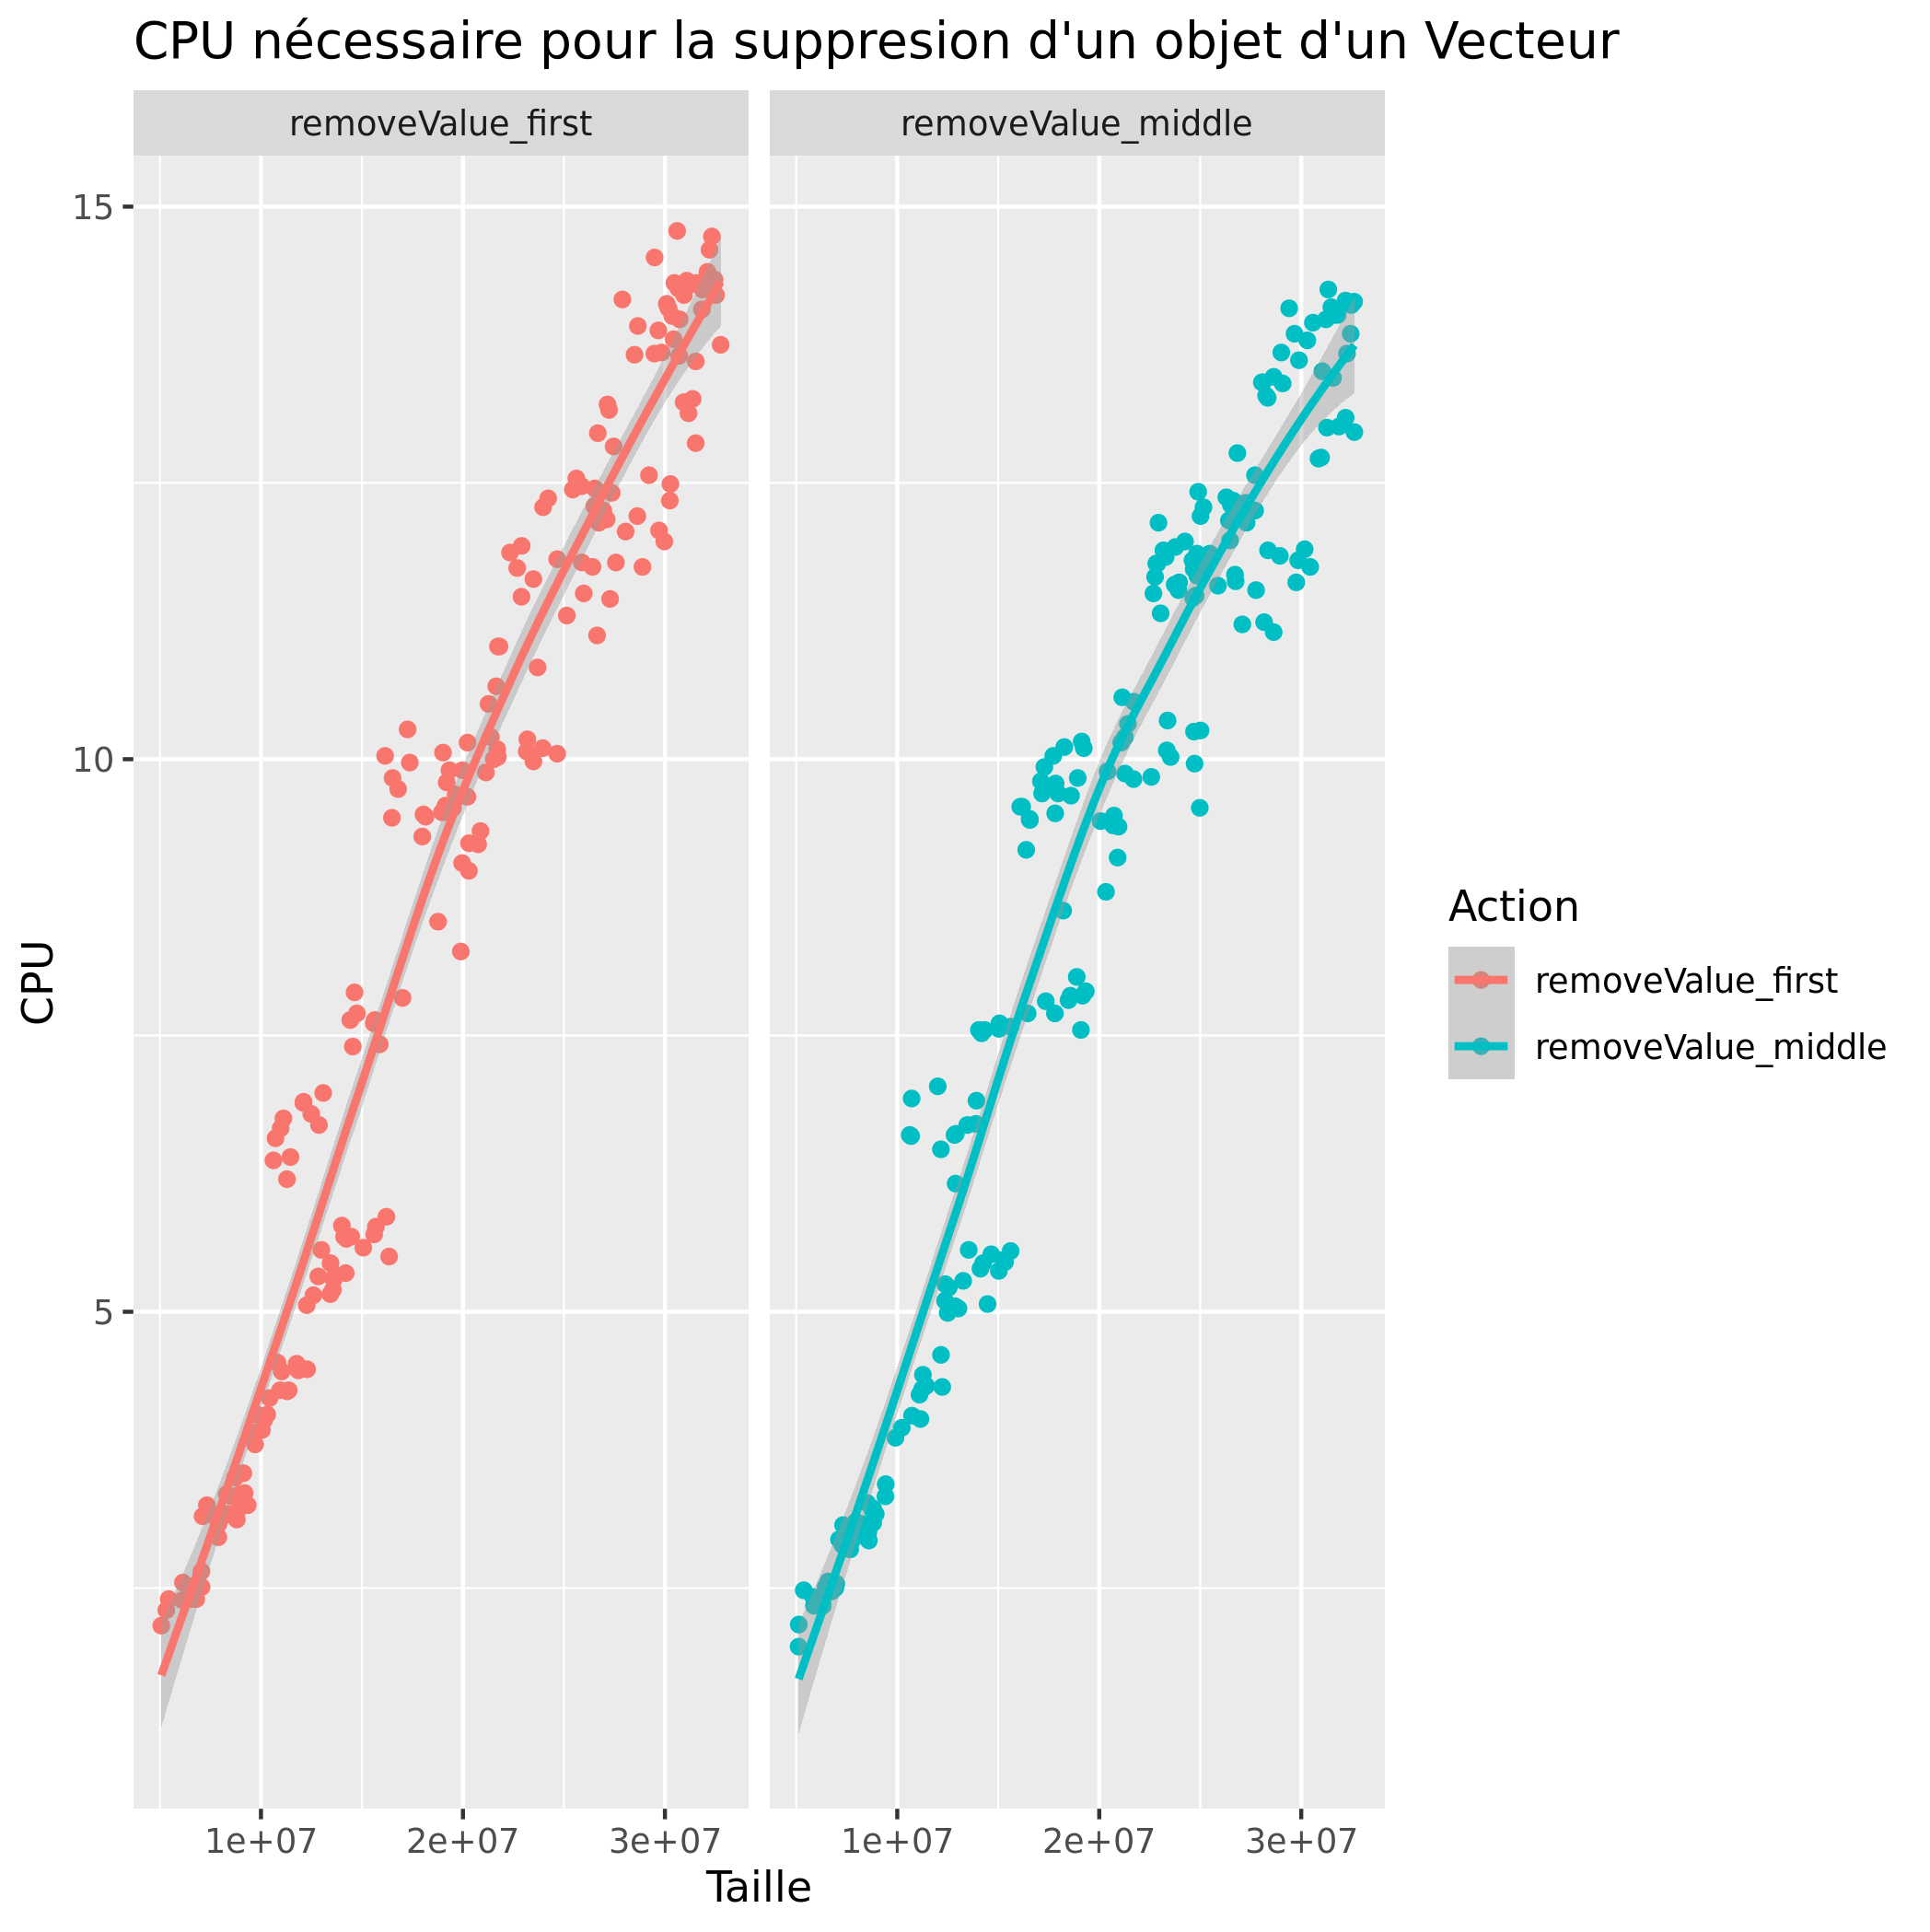 CPU nécessaire pour la suppresion d'un objet d'un Vecteur
removeValue_first
removeValue_middle
15
10
5
CPU
1e+07
2e+07
3e+07
1e+07
2e+07
3e+07
Taille
Action
removeValue_first
removeValue_middle